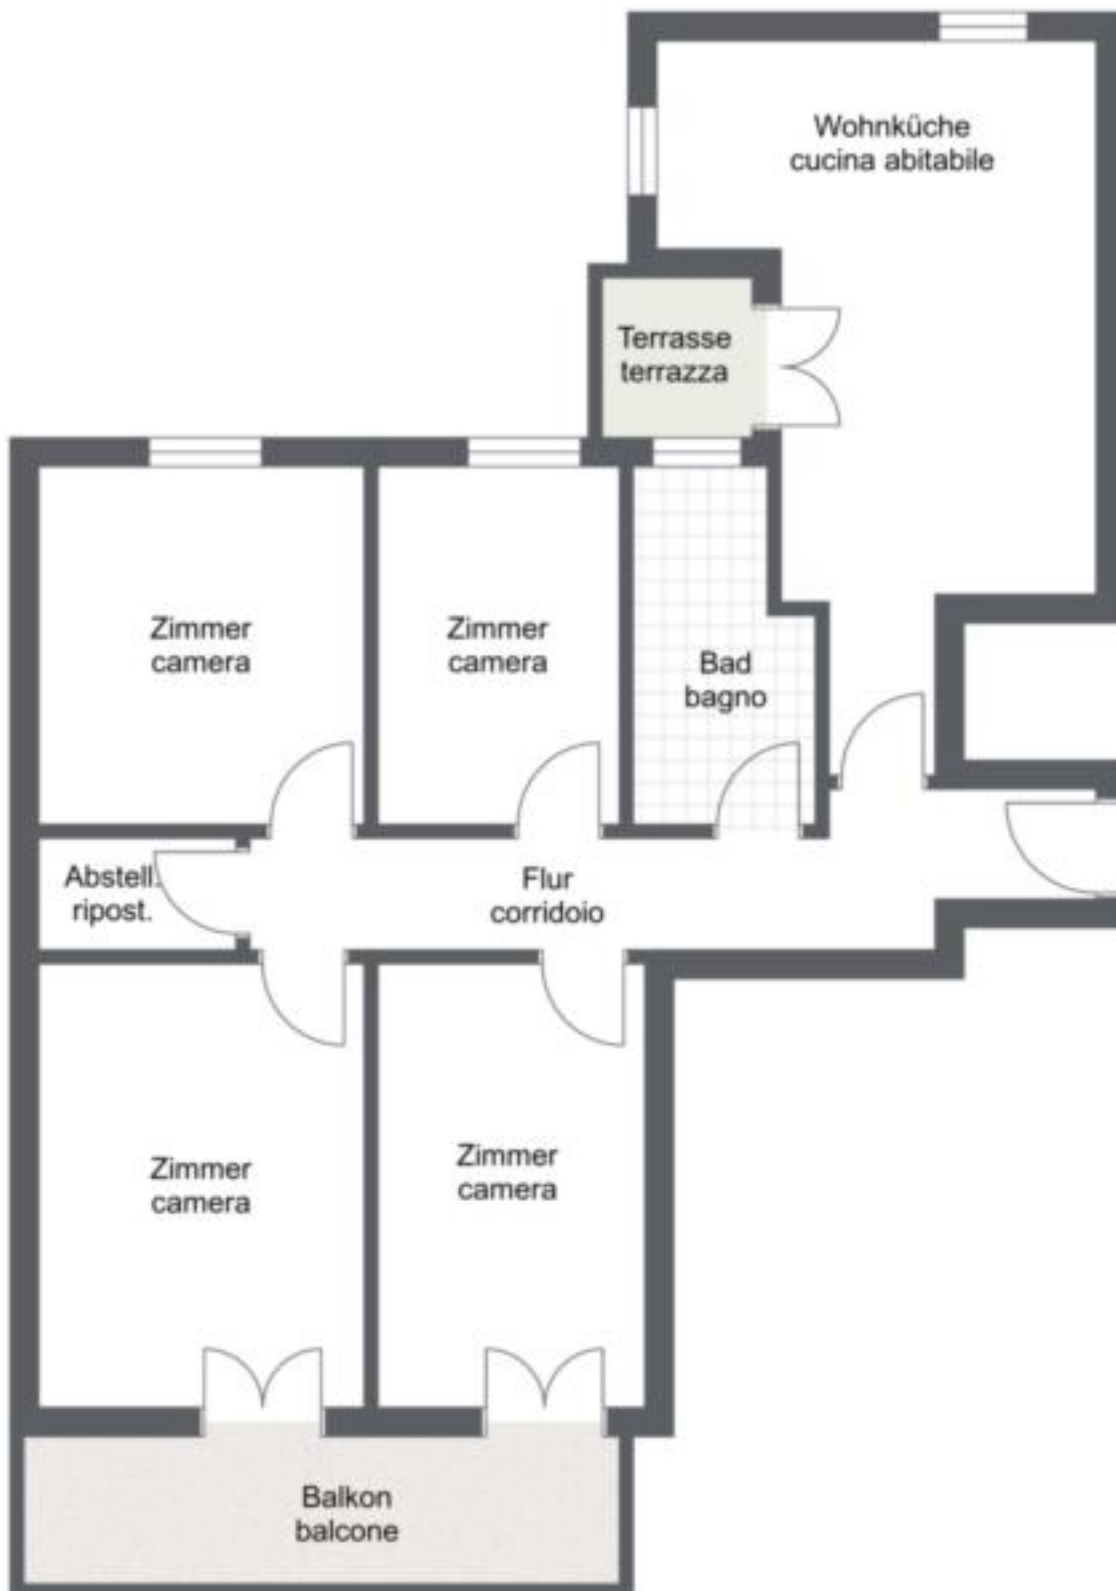 Wohnküche
cucina abitabile
Terrasse
terrazza
Zimmer
camera
Zimmer
camera
Bad
bagno
Abstell.
ripost.
Flur
corridoio
Zimmer
camera
Zimmer
camera
Balkon
balcone